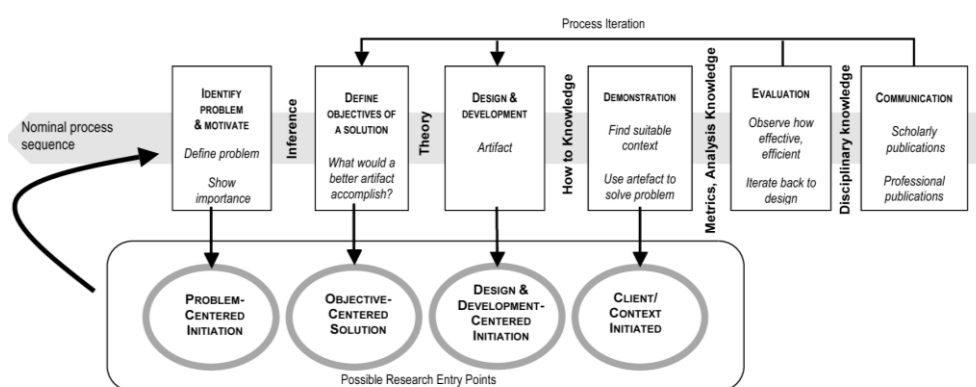 Process Iteration
Nominal process
sequence
IDENTIFY
PROBLEM
& MOTIVATE
Define problem
Show
importance
Inference
DEFINE
OBJECTIVES OF
A SOLUTION
What would a
better artifact
accomplish?
Theory
DESIGN &
DEVELOPMENT
Artifact
How to Knowledge
DEMONSTRATION
Find suitable
context
Use artefact to
solve problem
Metrics, Analysis Knowledge
EVALUATION
Observe how
effective,
efficient
Iterate back to
design
Disciplinary knowledge
COMMUNICATION
Scholarly
publications
Professional
publications
PROBLEM-
CENTERED
INITIATION
OBJECTIVE-
CENTERED
SOLUTION
DESIGN &
DEVELOPMENT-
CENTERED
INITIATION
CLIENT/
CONTEXT
INITIATED
Possible Research Entry Points